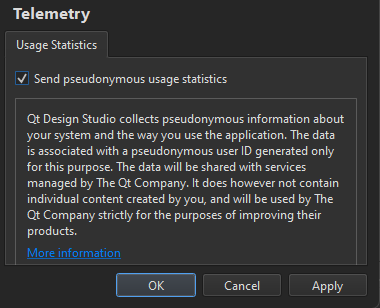 Telemetry
Usage Statistics
Send pseudonymous usage statistics
Qt Design Studio collects pseudonymous information about
your system and the way you use the application. The data
is associated with a pseudonymous user ID generated only
for this purpose. The data will be shared with services
managed by The Qt Company. It does however not contain
individual content created by you, and will be used by The
Qt Company strictly for the purposes of improving their
products.
More information
OK Cancel Apply